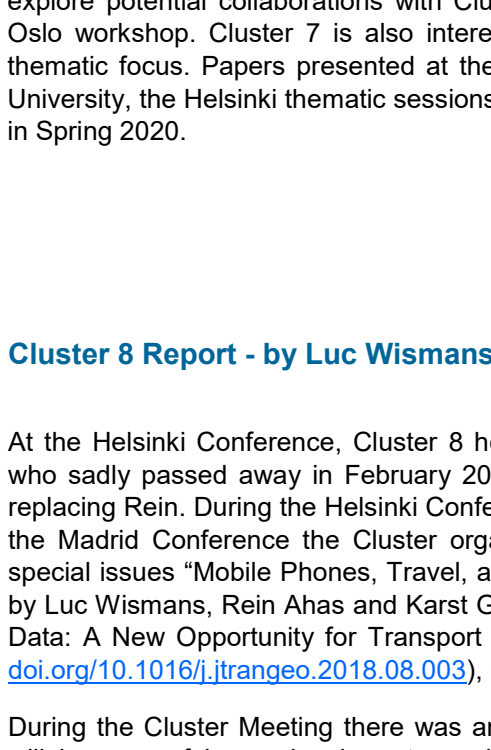 explore potential collaborations with Clu
Oslo workshop. Cluster 7 is also intere
thematic focus. Papers presented at the
University, the Helsinki thematic sessions
in Spring 2020.
Cluster 8 Report - by Luc Wismans
At the Helsinki Conference, Cluster 8 he
who sadly passed away in February 20
replacing Rein. During the Helsinki Confe
the Madrid Conference the Cluster orga
special issues “Mobile Phones, Travel, a
by Luc Wismans, Rein Ahas and Karst G
Data: A New Opportunity for Transport
doi.org/10.1016/j.jtrangeo.2018.08.003),
During the Cluster Meeting there was an